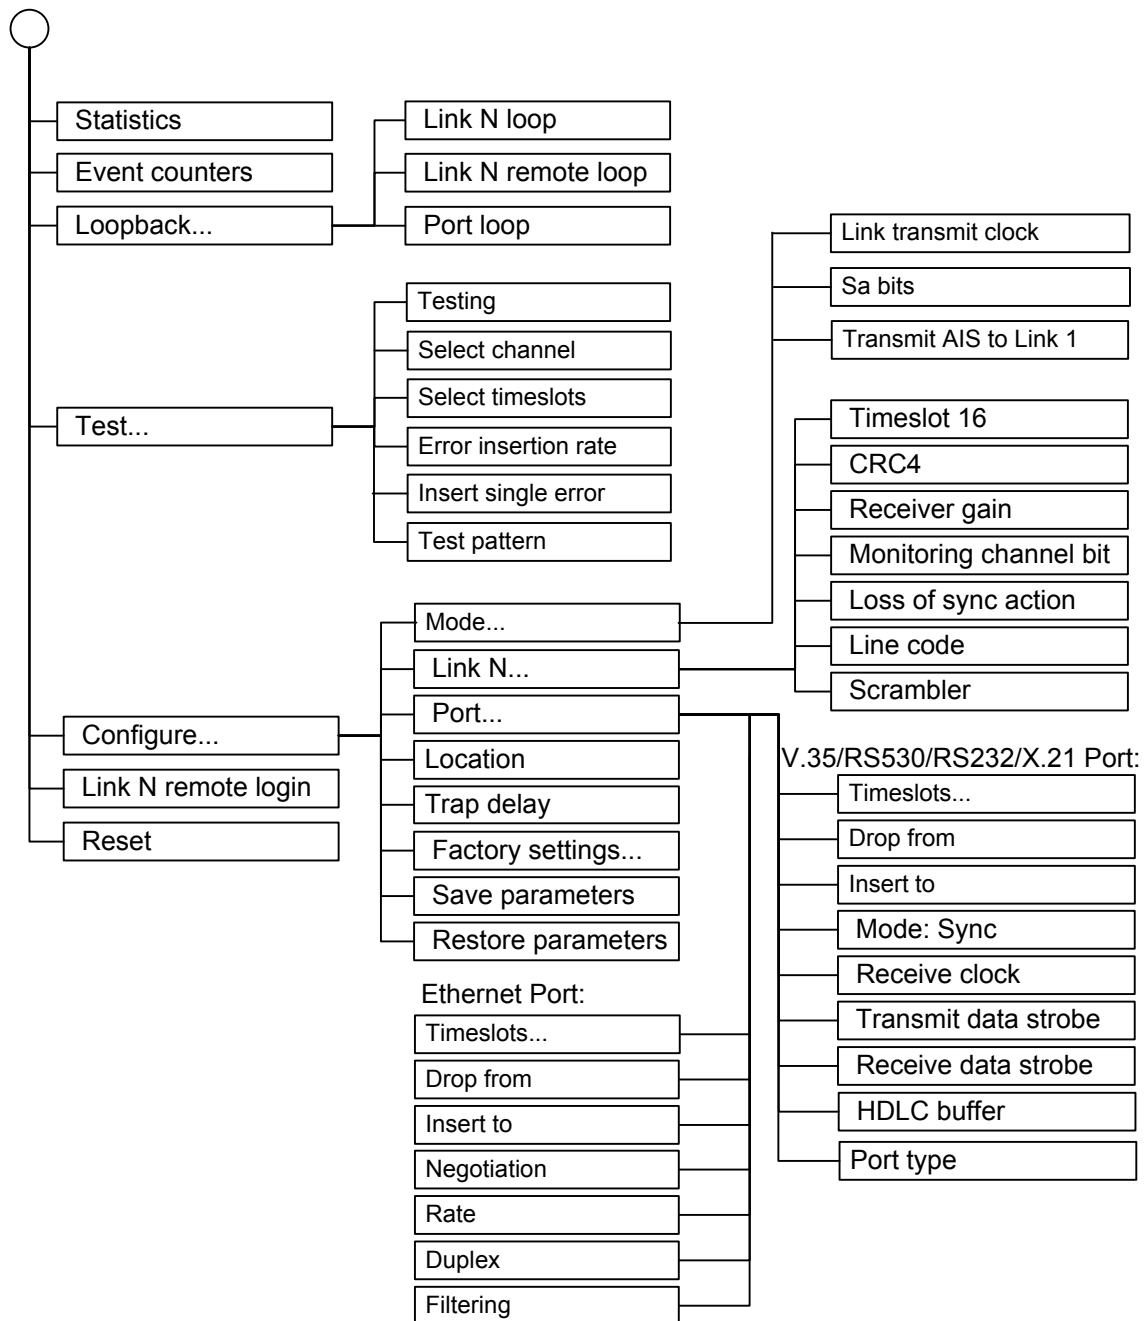 Statistics
Event counters
Loopback...
Link N loop
Link N remote loop
Port loop
Test...
Testing
Select channel
Select timeslots
Error insertion rate
Insert single error
Test pattern
Configure...
Link N remote login
Reset
Mode...
Link N...
Port...
Location
Trap delay
Factory settings...
Save parameters
Restore parameters
Link transmit clock
Sa bits
Transmit AIS to Link 1
Timeslot 16
CRC4
Receiver gain
Monitoring channel bit
Loss of sync action
Line code
Scrambler
V.35/RS530/RS232/X.21 Port:
Timeslots...
Drop from
Insert to
Mode: Sync
Receive clock
Transmit data strobe
Receive data strobe
HDLC buffer
Port type
Ethernet Port:
Timeslots...
Drop from
Insert to
Negotiation
Rate
Duplex
Filtering